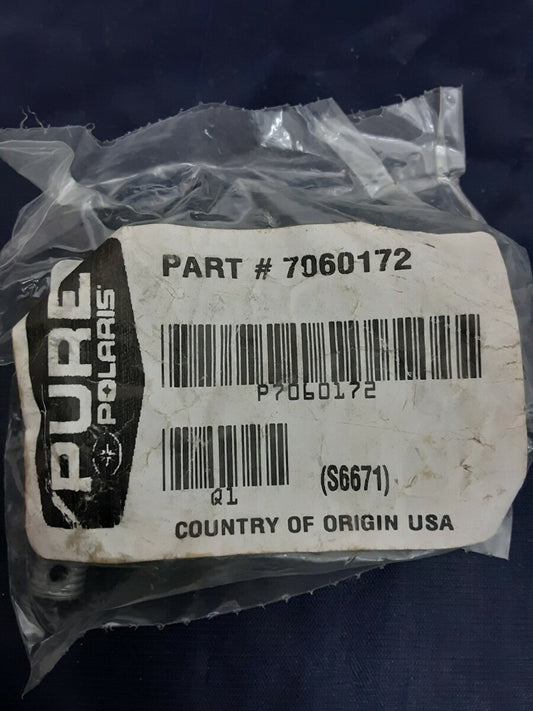 PURE
POLARIS
PART # 7060172
P7060172
Q1
(S6671)
COUNTRY OF ORIGIN USA